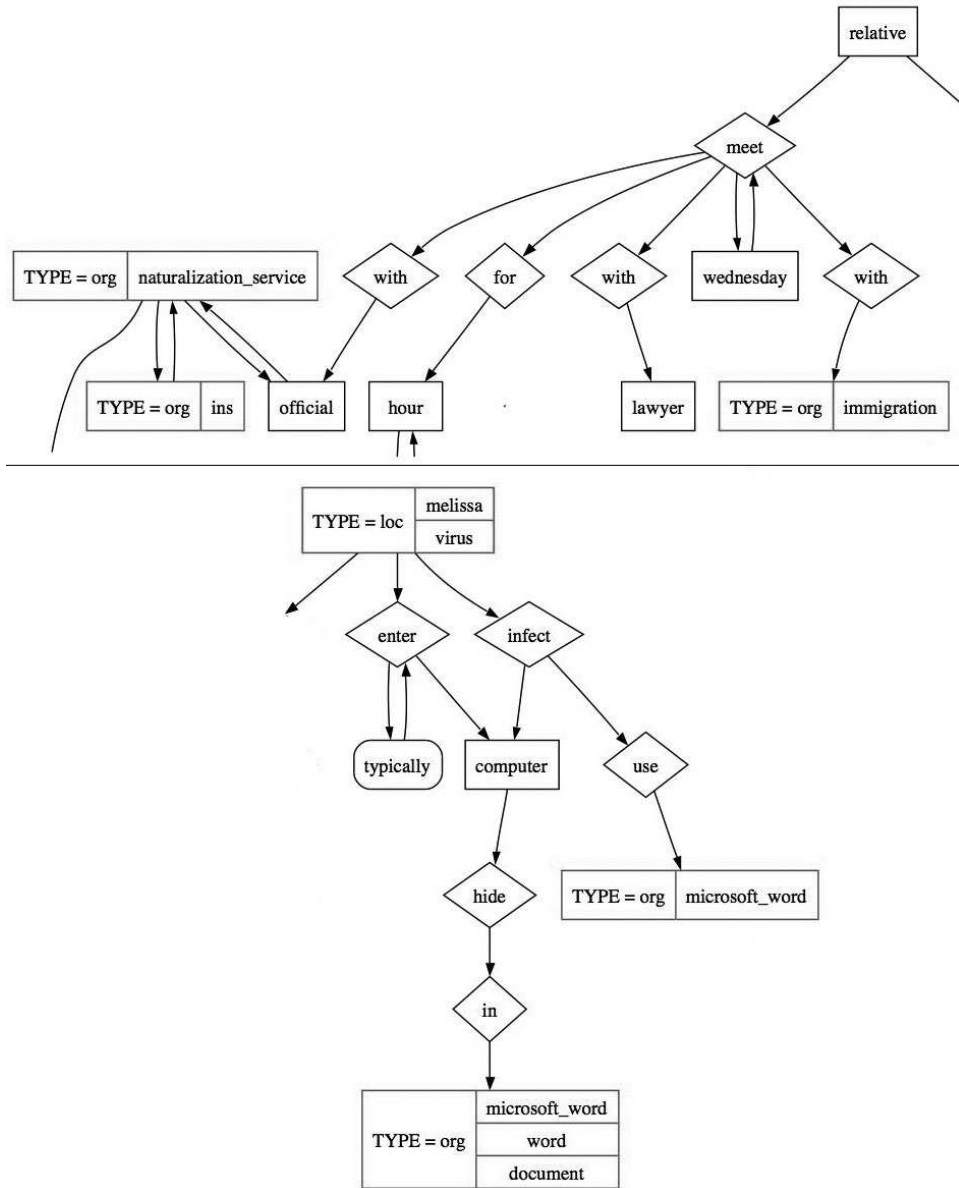 relative
meet
TYPE = org naturalization_service
with
for
with
wednesday
with
TYPE = org ins
official
hour
lawyer
TYPE = org immigration
TYPE = loc
melissa
virus
enter
infect
typically
computer
use
hide
TYPE = org microsoft_word
in
TYPE = org
microsoft_word
word
document